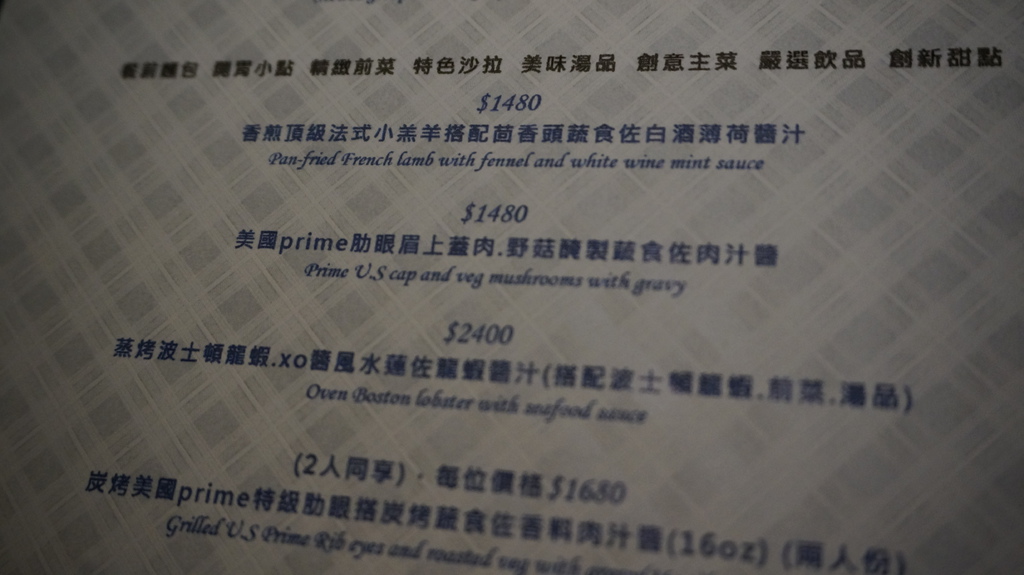 餐前麵包 開胃小點 精緻前菜 特色沙拉 美味湯品 創意主菜 嚴選飲品 創新甜點
$1480
香煎頂級法式小羔羊搭配茴香頭蔬食佐白酒薄荷醬汁
Pan-fried French lamb with fennel and white wine mint sauce
$1480
美國prime肋眼眉上蓋肉.野菇醃製蔬食佐肉汁醬
Prime U.S cap and veg mushrooms with gravy
$2400
蒸烤波士頓龍蝦.xo醬風水蓮佐龍蝦醬汁(搭配波士頓龍蝦.前菜.湯品)
Oven Boston lobster with seafood sauce
(2人同享)．每位價格$1680
炭烤美國prime特級肋眼搭炭烤蔬食佐香料肉汁醬(16oz) (兩人份)
Grilled U.S Prime Rib eyes and roasted veg with